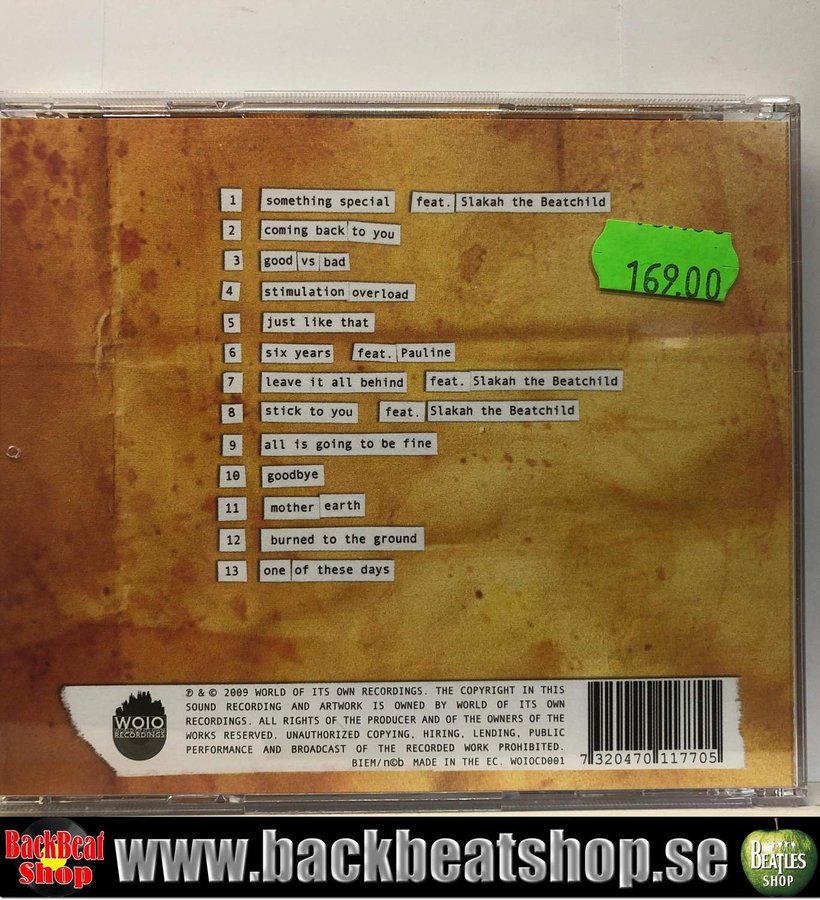 1 something special feat. Slakah the Beatchild
2 coming back to you
3 good vs bad
169.00
4 stimulation overload
5 just like that
6 six years feat. Pauline
7 leave it all behind feat. Slakah the Beatchild
8 stick to you feat. Slakah the Beatchild
9 all is going to be fine
10 goodbye
11 mother earth
12 burned to the ground
13 one of these days
WOIO
RECORDINGS
℗ & © 2009 WORLD OF ITS OWN RECORDINGS. THE COPYRIGHT IN THIS
SOUND RECORDING AND ARTWORK IS OWNED BY WORLD OF ITS OWN
RECORDINGS. ALL RIGHTS OF THE PRODUCER AND OF THE OWNERS OF THE
WORKS RESERVED. UNAUTHORIZED COPYING, HIRING, LENDING, PUBLIC
PERFORMANCE AND BROADCAST OF THE RECORDED WORK PROHIBITED.
BIEM/n©b MADE IN THE EC. WOIOCD001
7 320470 117705
BackBeat
Shop
www.backbeatshop.se
BEATLES
SHOP